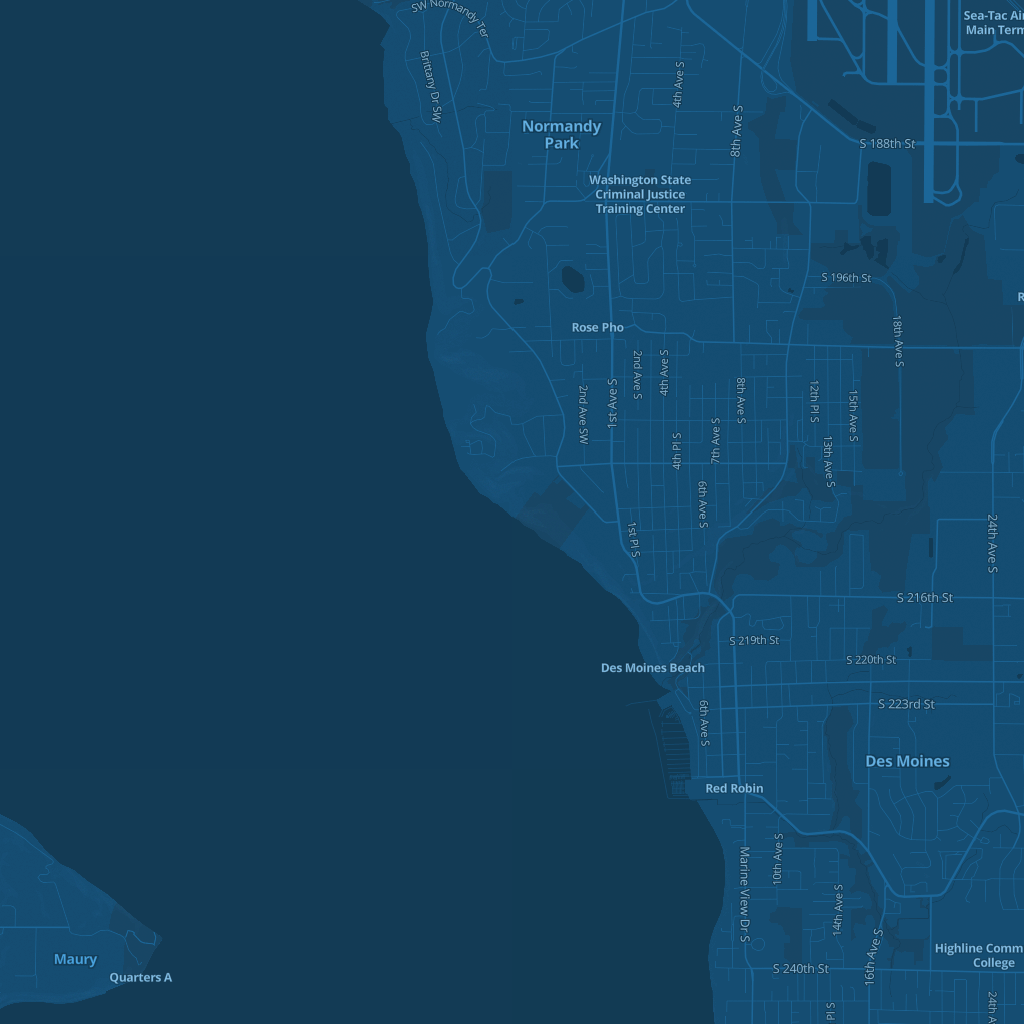 SW Normandy Ter
Sea-Tac Air
Main Term
Brittany Dr SW
4th Ave S
8th Ave S
Normandy
Park
S 188th St
Washington State
Criminal Justice
Training Center
S 196th St
R
Rose Pho
18th Ave S
2nd Ave S
4th Ave S
2nd Ave SW
1st Ave S
8th Ave S
12th Pl S
15th Ave S
4th Pl S
7th Ave S
13th Ave S
6th Ave S
1st Pl S
24th Ave S
S 216th St
S 219th St
S 220th St
Des Moines Beach
6th Ave S
S 223rd St
Des Moines
Red Robin
Marine View Dr S
10th Ave S
14th Ave S
16th Ave S
Highline Comm
College
Maury
Quarters A
S 240th St
Pl S
24th A